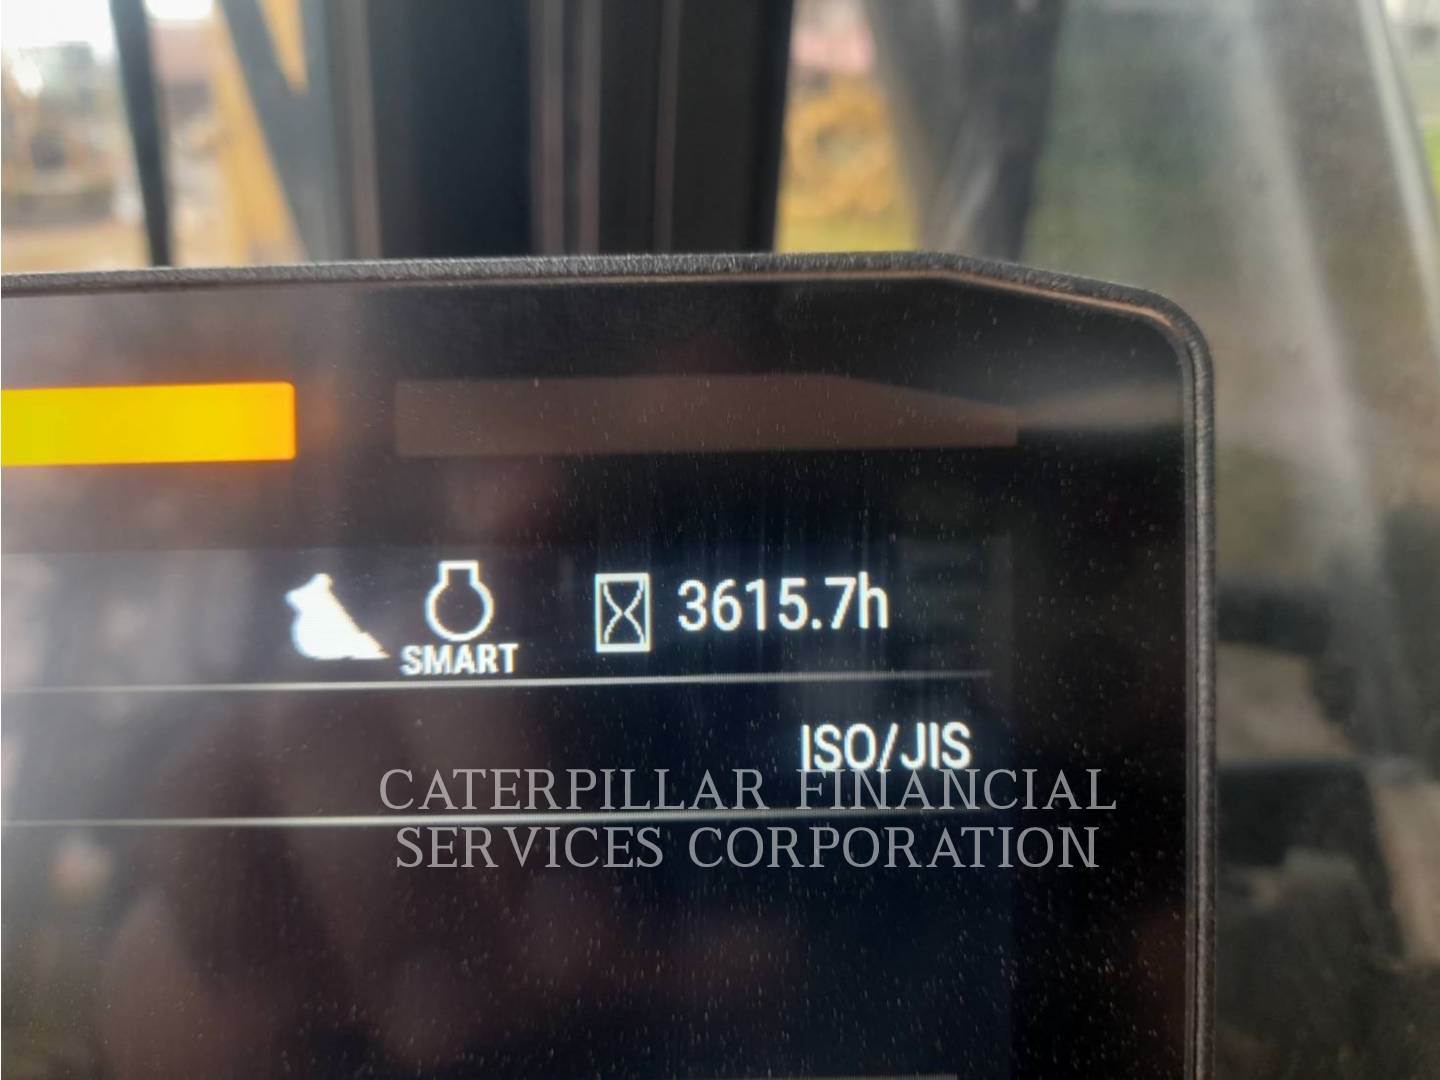 3615.7h
SMART
ISO/JIS
CATERPILLAR FINANCIAL
SERVICES CORPORATION